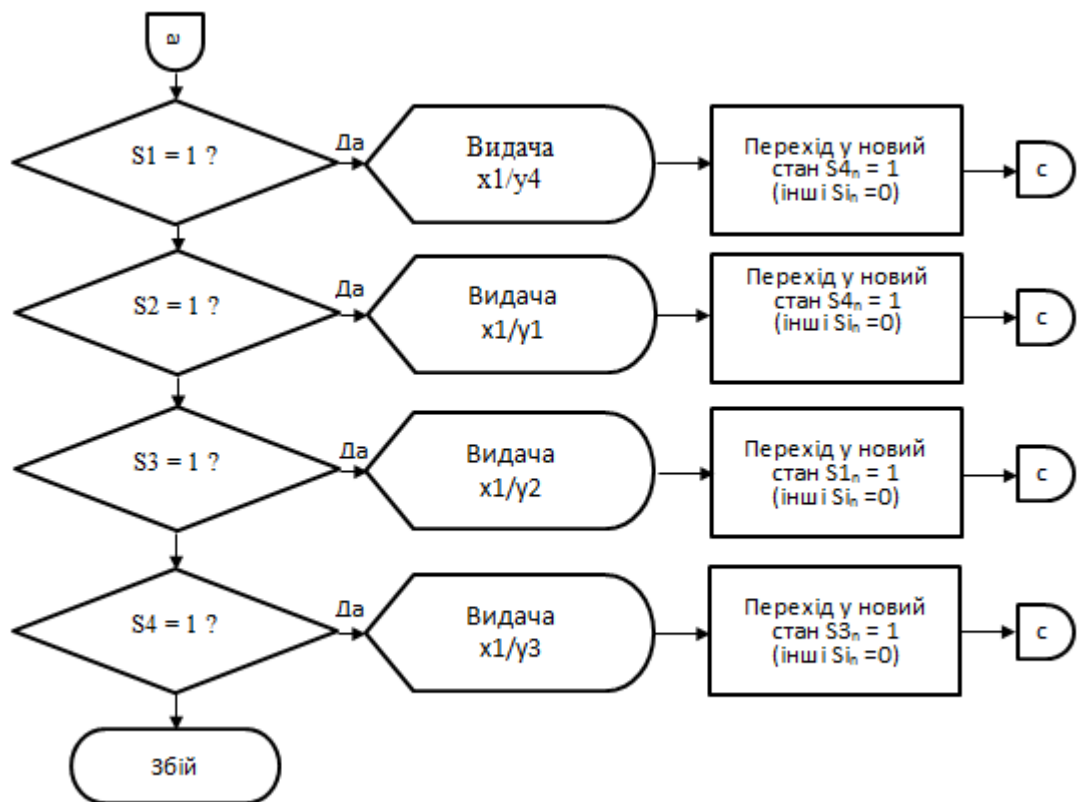 а
S1 = 1 ?
Да
Видача
x1/y4
Перехід у новий
стан S4ₙ = 1
(інші Siₙ =0)
с
S2 = 1 ?
Да
Видача
x1/y1
Перехід у новий
стан S4ₙ = 1
(інші Siₙ =0)
с
S3 = 1 ?
Да
Видача
x1/y2
Перехід у новий
стан S1ₙ = 1
(інші Siₙ =0)
с
S4 = 1 ?
Да
Видача
x1/y3
Перехід у новий
стан S3ₙ = 1
(інші Siₙ =0)
с
Збій